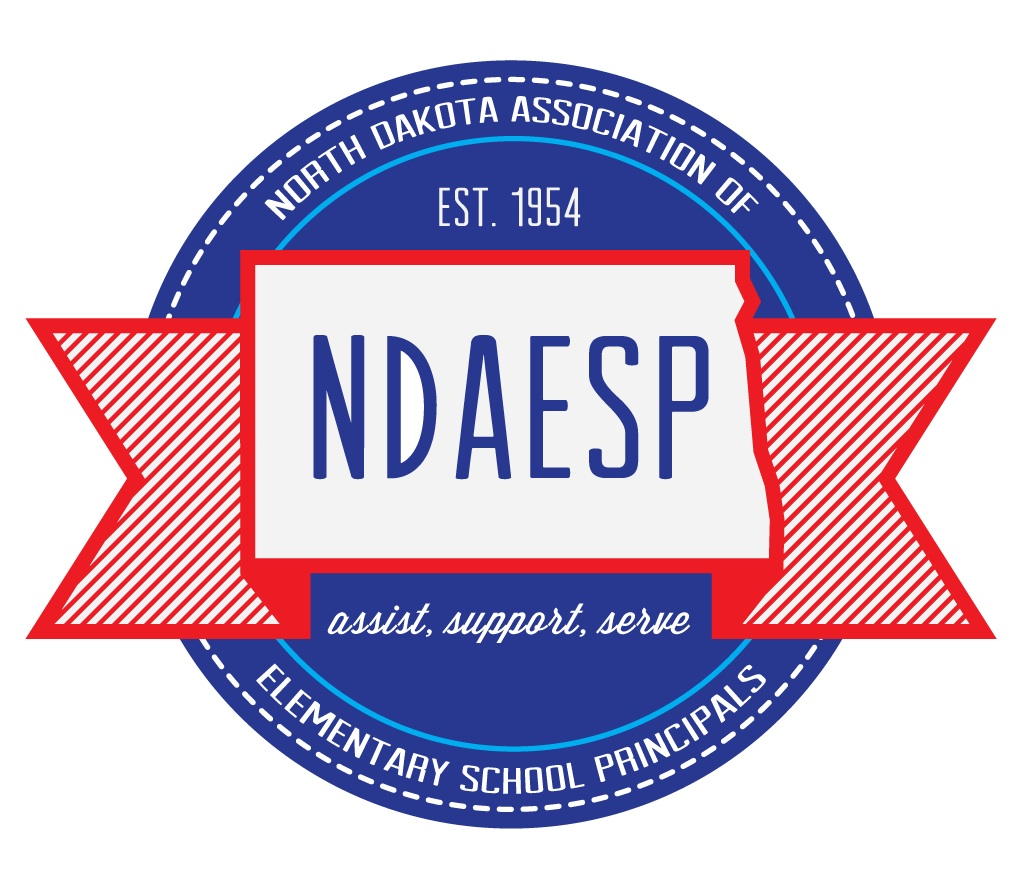 NORTH DAKOTA ASSOCIATION OF
EST. 1954
NDAESP
assist, support, serve
ELEMENTARY SCHOOL PRINCIPALS